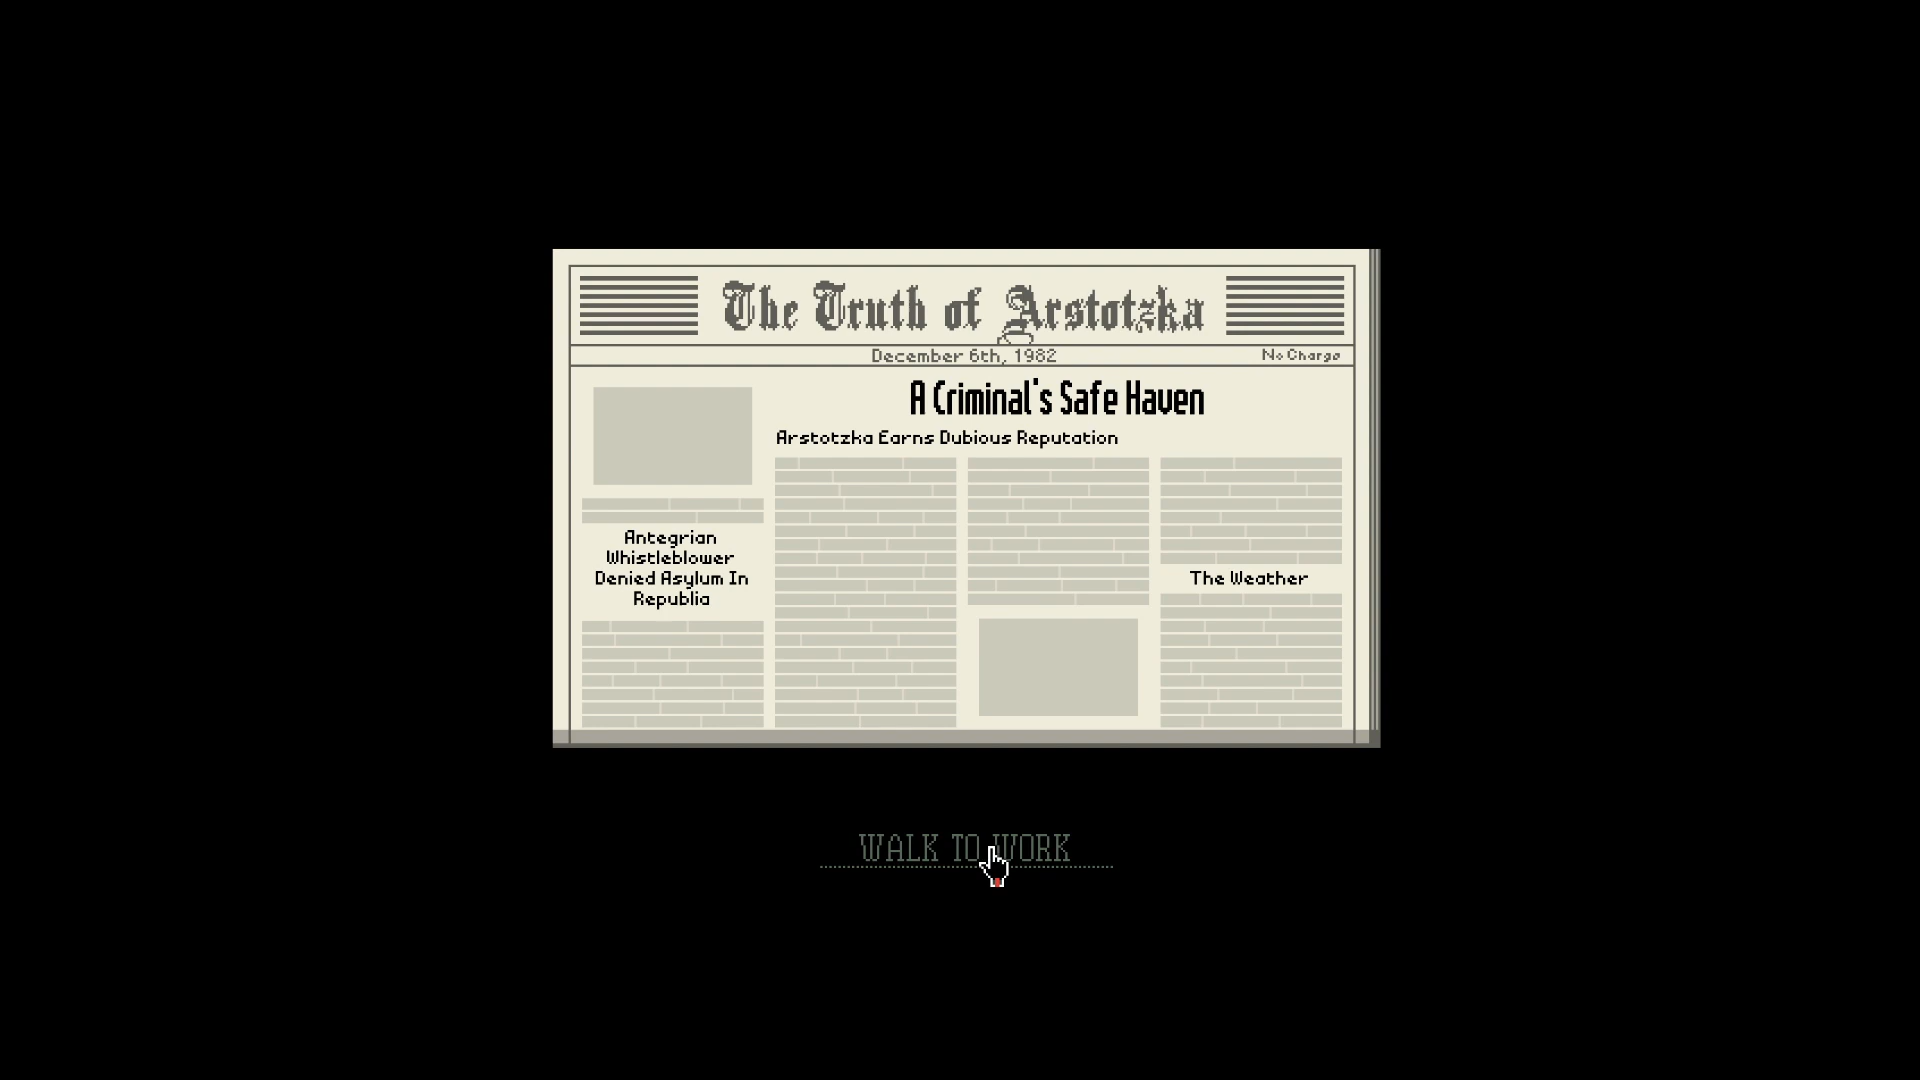 The Truth of Arstotzka
December 6th, 1982
No Charge
A Criminal's Safe Haven
Arstotzka Earns Dubious Reputation
Antegrian
Whistleblower
Denied Asylum In
Republia
The Weather
WALK TO WORK